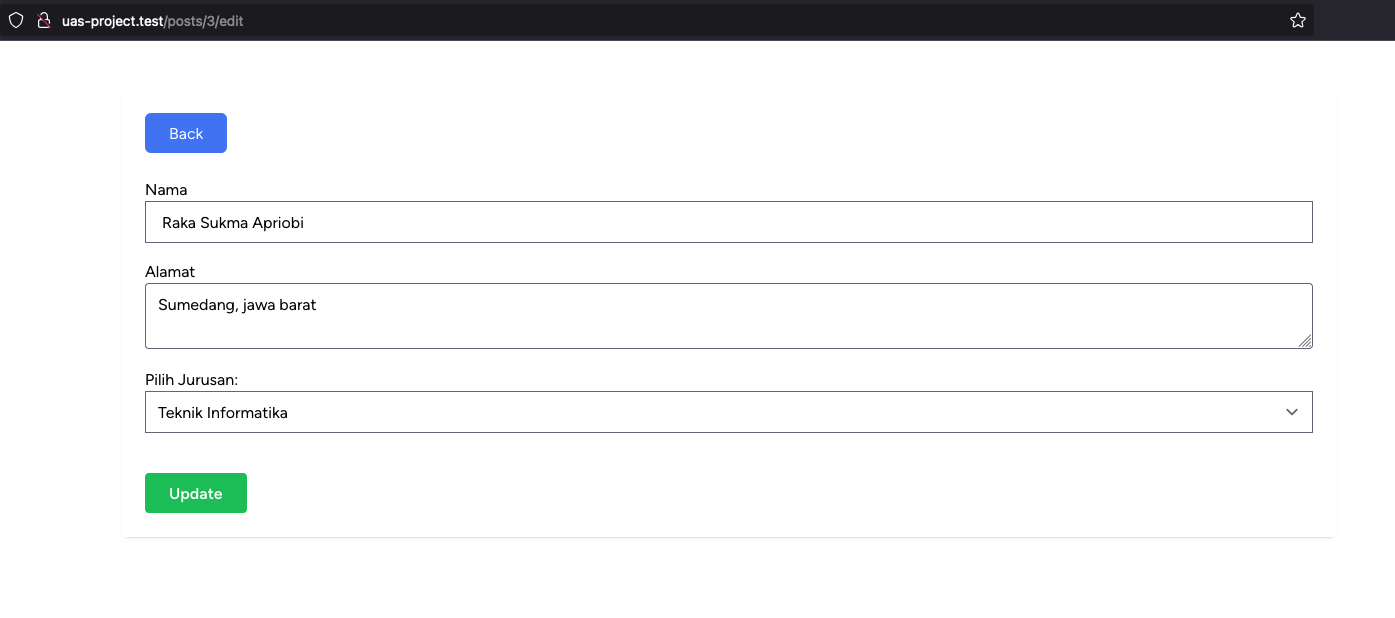 uas-project.test/posts/3/edit
Back
Nama
Raka Sukma Apriobi
Alamat
Sumedang, jawa barat
Pilih Jurusan:
Teknik Informatika
Update